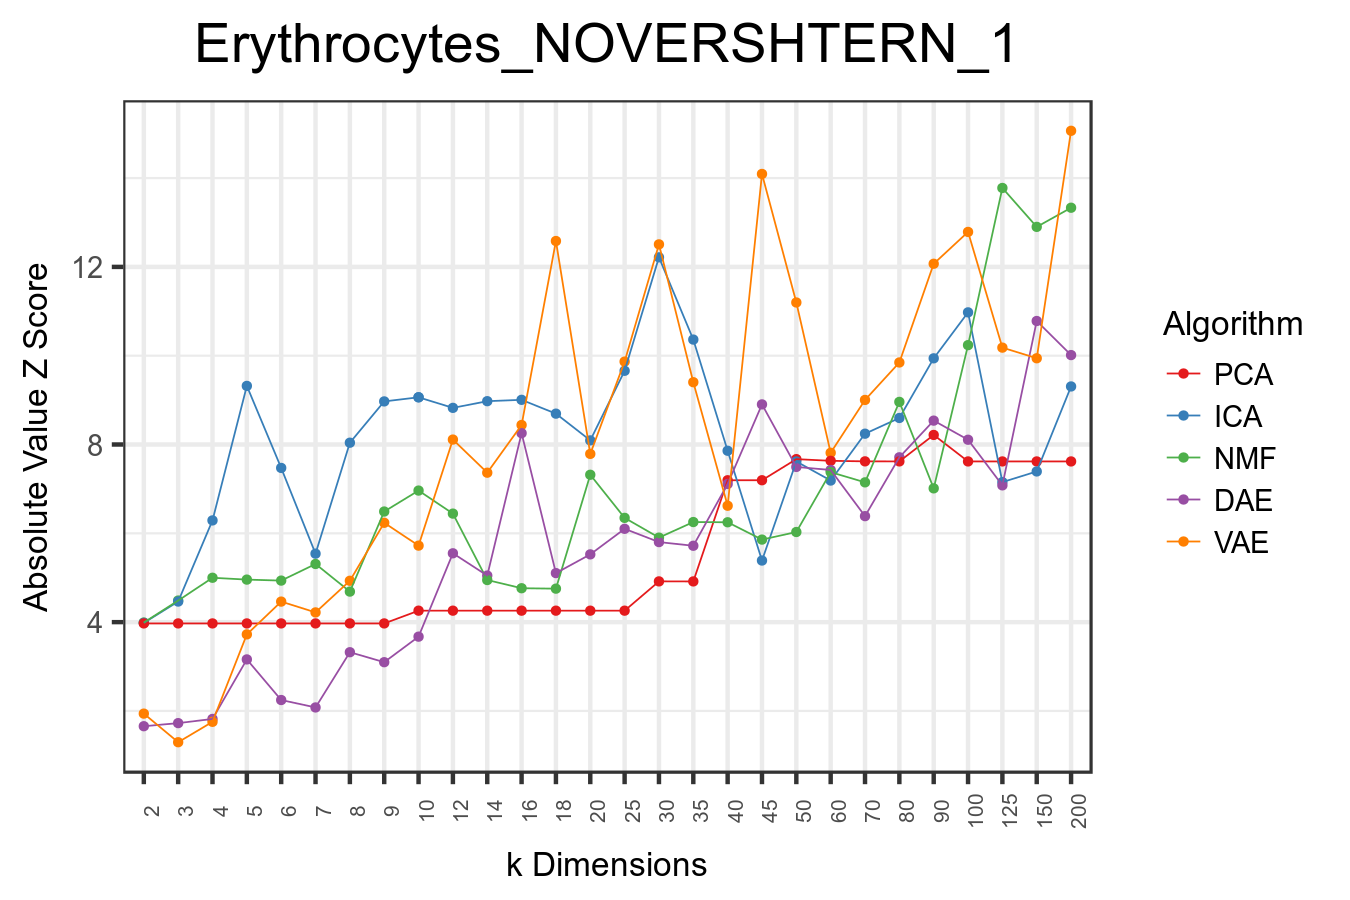 Erythrocytes_NOVERSHTERN_1
Absolute Value Z Score
12
8
4
2 3 4 5 6 7 8 9 10 12 14 16 18 20 25 30 35 40 45 50 60 70 80 90 100 125 150 200
k Dimensions
Algorithm
PCA
ICA
NMF
DAE
VAE